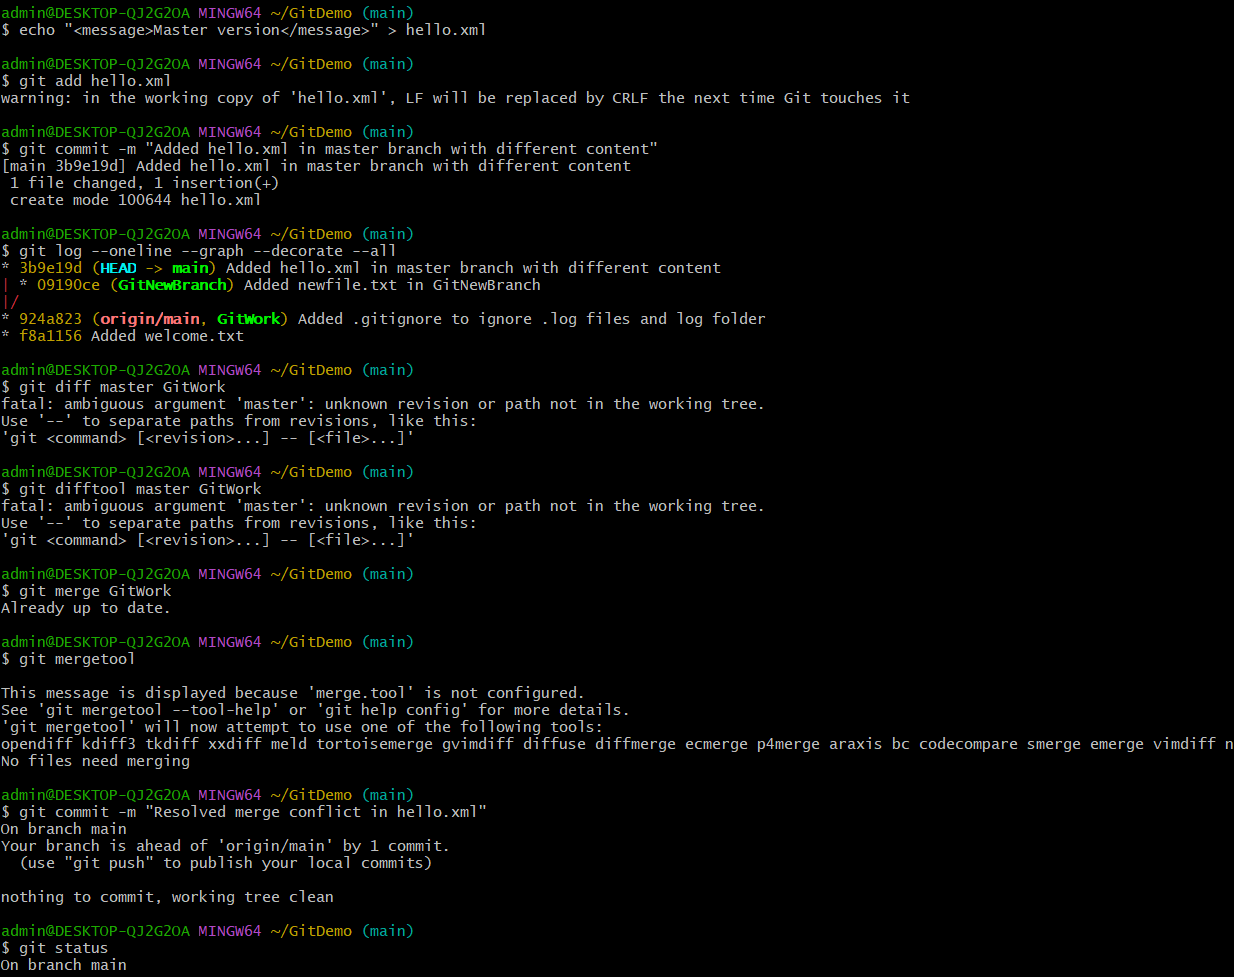 admin@DESKTOP-QJ2G2OA MINGW64 ~/GitDemo (main)
$ echo "<message>Master version</message>" > hello.xml
admin@DESKTOP-QJ2G2OA MINGW64 ~/GitDemo (main)
$ git add hello.xml
warning: in the working copy of 'hello.xml', LF will be replaced by CRLF the next time Git touches it
admin@DESKTOP-QJ2G2OA MINGW64 ~/GitDemo (main)
$ git commit -m "Added hello.xml in master branch with different content"
[main 3b9e19d] Added hello.xml in master branch with different content
 1 file changed, 1 insertion(+)
 create mode 100644 hello.xml
admin@DESKTOP-QJ2G2OA MINGW64 ~/GitDemo (main)
$ git log --oneline --graph --decorate --all
* 3b9e19d (HEAD -> main) Added hello.xml in master branch with different content
| * 09190ce (GitNewBranch) Added newfile.txt in GitNewBranch
|/
* 924a823 (origin/main, GitWork) Added .gitignore to ignore .log files and log folder
* f8a1156 Added welcome.txt
admin@DESKTOP-QJ2G2OA MINGW64 ~/GitDemo (main)
$ git diff master GitWork
fatal: ambiguous argument 'master': unknown revision or path not in the working tree.
Use '--' to separate paths from revisions, like this:
'git <command> [<revision>...] -- [<file>...]'
admin@DESKTOP-QJ2G2OA MINGW64 ~/GitDemo (main)
$ git difftool master GitWork
fatal: ambiguous argument 'master': unknown revision or path not in the working tree.
Use '--' to separate paths from revisions, like this:
'git <command> [<revision>...] -- [<file>...]'
admin@DESKTOP-QJ2G2OA MINGW64 ~/GitDemo (main)
$ git merge GitWork
Already up to date.
admin@DESKTOP-QJ2G2OA MINGW64 ~/GitDemo (main)
$ git mergetool
This message is displayed because 'merge.tool' is not configured.
See 'git mergetool --tool-help' or 'git help config' for more details.
'git mergetool' will now attempt to use one of the following tools:
opendiff kdiff3 tkdiff xxdiff meld tortoisemerge gvimdiff diffuse diffmerge ecmerge p4merge araxis bc codecompare smerge emerge vimdiff n
No files need merging
admin@DESKTOP-QJ2G2OA MINGW64 ~/GitDemo (main)
$ git commit -m "Resolved merge conflict in hello.xml"
On branch main
Your branch is ahead of 'origin/main' by 1 commit.
  (use "git push" to publish your local commits)
nothing to commit, working tree clean
admin@DESKTOP-QJ2G2OA MINGW64 ~/GitDemo (main)
$ git status
On branch main